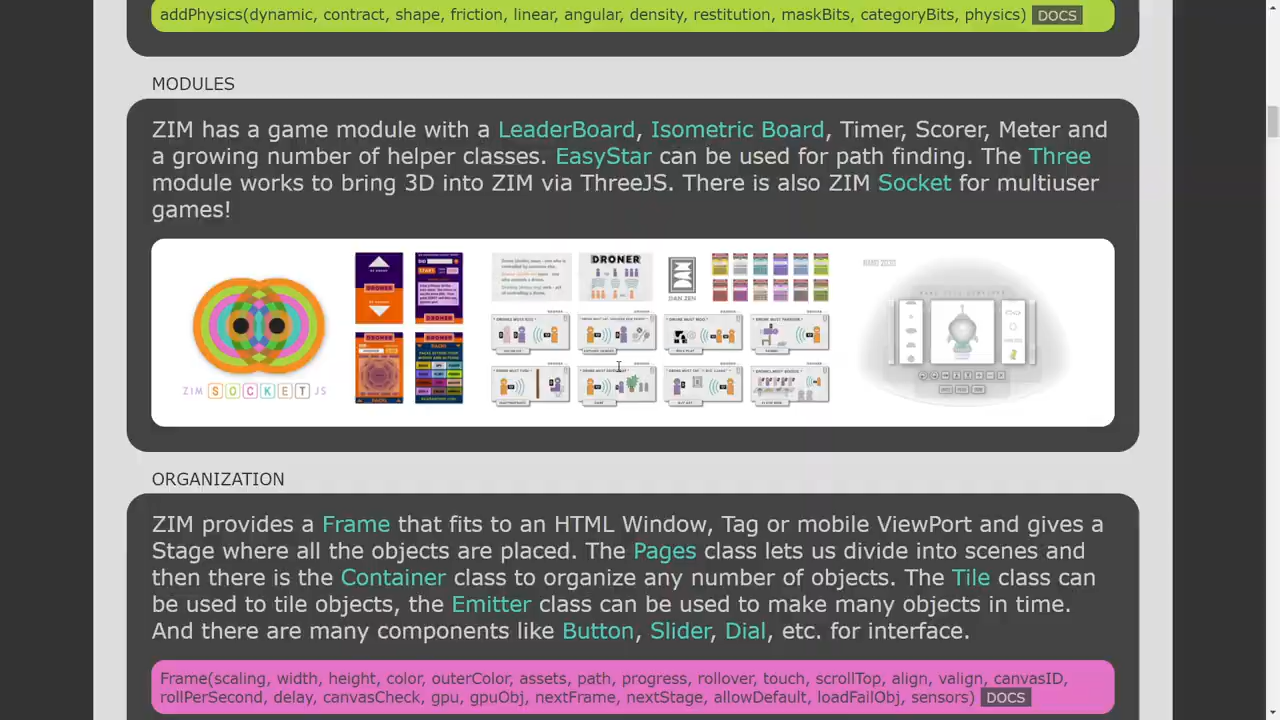 addPhysics(dynamic, contract, shape, friction, linear, angular, density, restitution, maskBits, categoryBits, physics) DOCS
MODULES
ZIM has a game module with a LeaderBoard, Isometric Board, Timer, Scorer, Meter and
a growing number of helper classes. EasyStar can be used for path finding. The Three
module works to bring 3D into ZIM via ThreeJS. There is also ZIM Socket for multiuser
games!
ZIM SOCKET JS
DRONER
DAN ZEN
ORGANIZATION
ZIM provides a Frame that fits to an HTML Window, Tag or mobile ViewPort and gives a
Stage where all the objects are placed. The Pages class lets us divide into scenes and
then there is the Container class to organize any number of objects. The Tile class can
be used to tile objects, the Emitter class can be used to make many objects in time.
And there are many components like Button, Slider, Dial, etc. for interface.
Frame(scaling, width, height, color, outerColor, assets, path, progress, rollover, touch, scrollTop, align, valign, canvasID,
rollPerSecond, delay, canvasCheck, gpu, gpuObj, nextFrame, nextStage, allowDefault, loadFailObj, sensors) DOCS